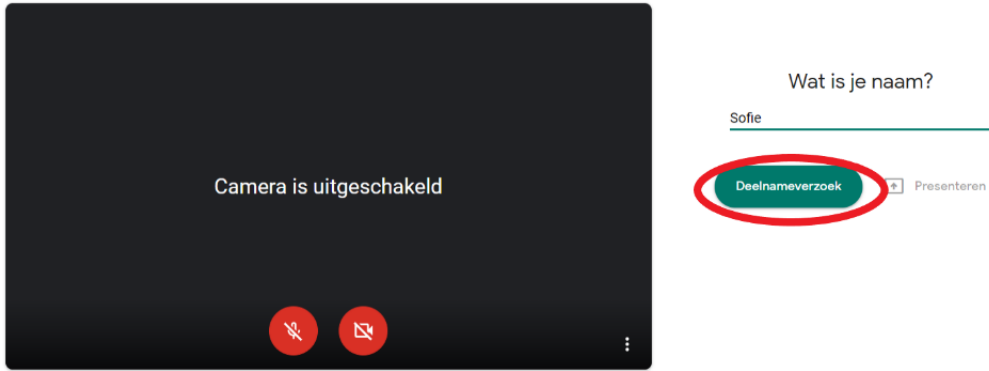 Camera is uitgeschakeld
Wat is je naam?
Sofie
Deelnameverzoek
Presenteren